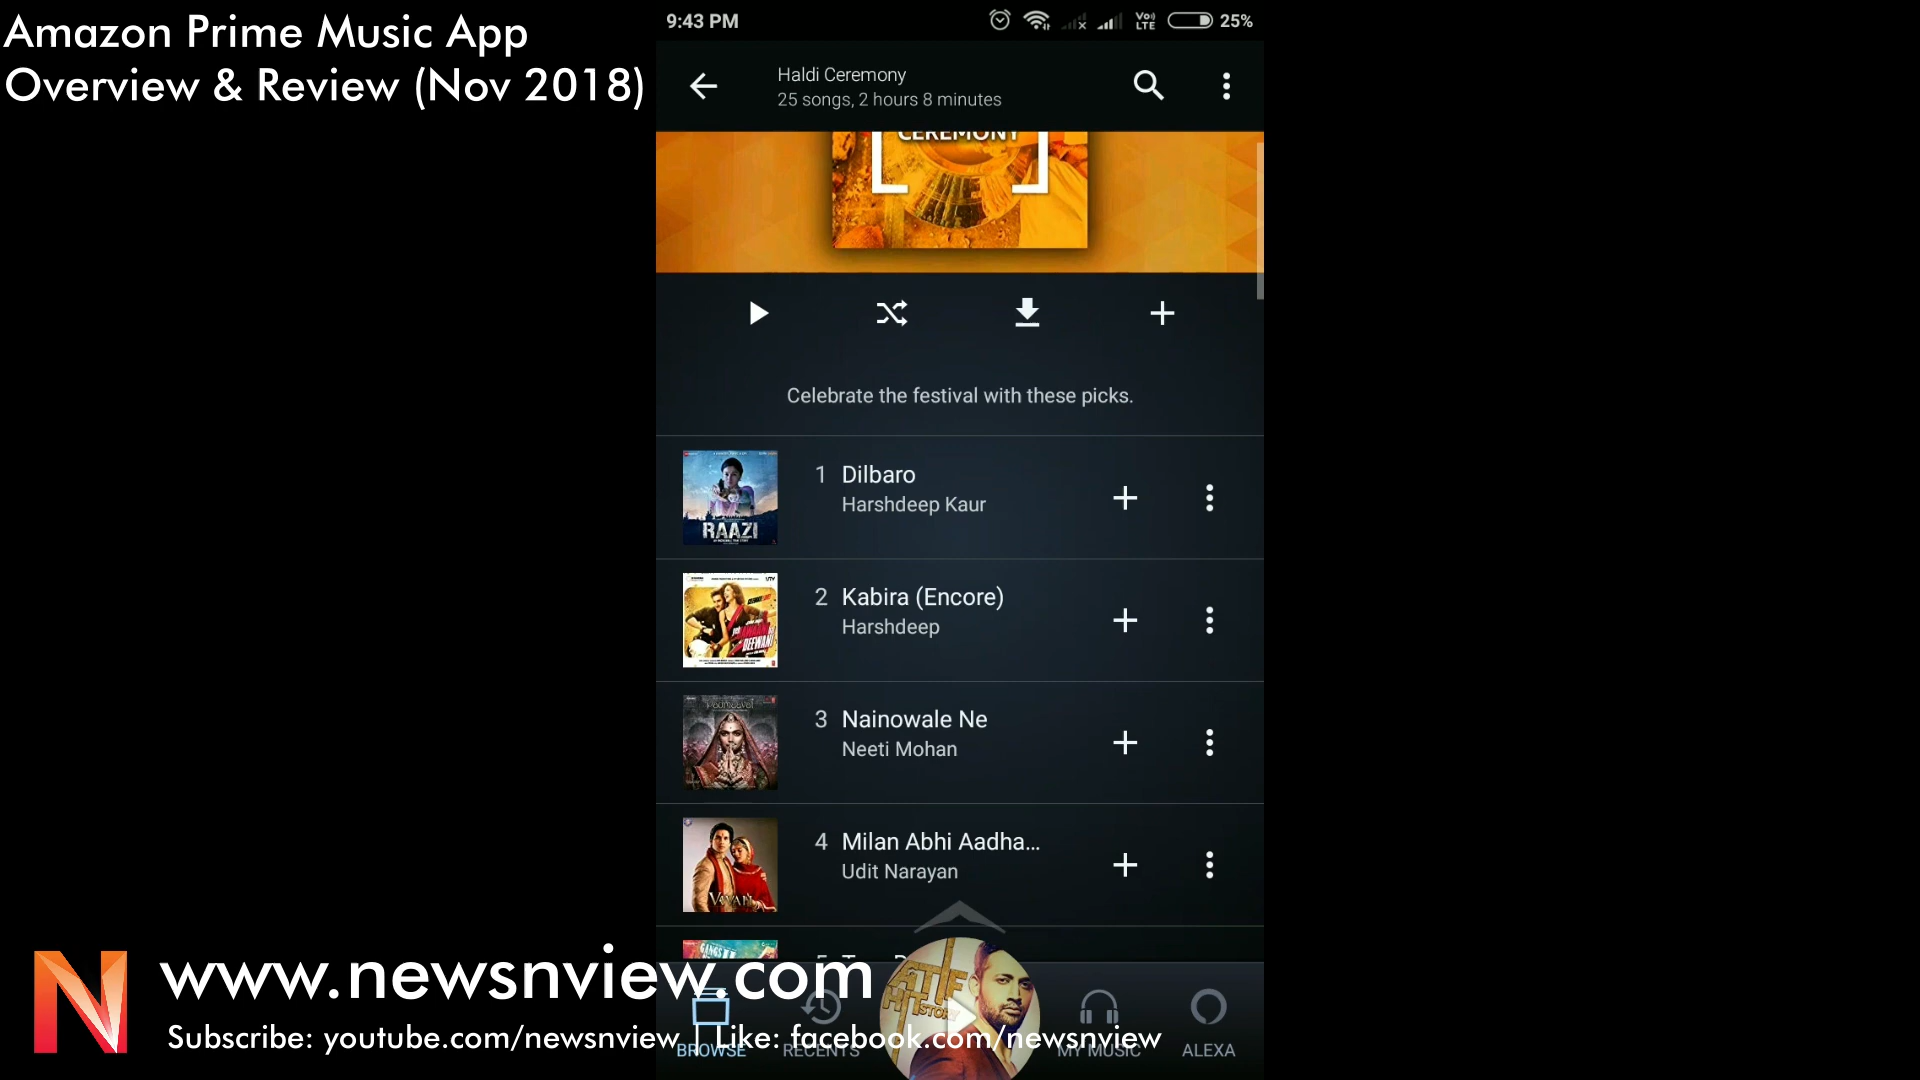 Amazon Prime Music App
Overview & Review (Nov 2018)
9:43 PM
Vo) LTE
25%
Haldi Ceremony
25 songs, 2 hours 8 minutes
CEREMONY
Celebrate the festival with these picks.
RAAZI
1 Dilbaro
Harshdeep Kaur
2 Kabira (Encore)
Harshdeep
3 Nainowale Ne
Neeti Mohan
4 Milan Abhi Aadha...
Udit Narayan
www.newsnview.com
Subscribe: youtube.com/newsnview | Like: facebook.com/newsnview
BROWSE
RECENTS
MY MUSIC
ALEXA